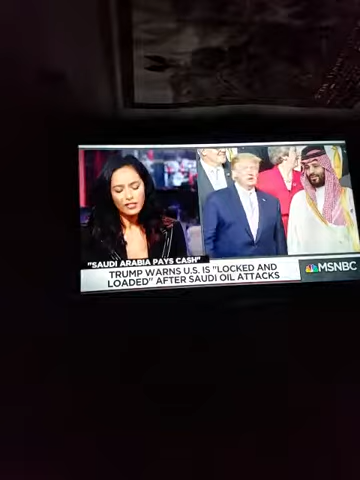 "SAUDI ARABIA PAYS CASH"
TRUMP WARNS U.S. IS "LOCKED AND
LOADED" AFTER SAUDI OIL ATTACKS
MSNBC